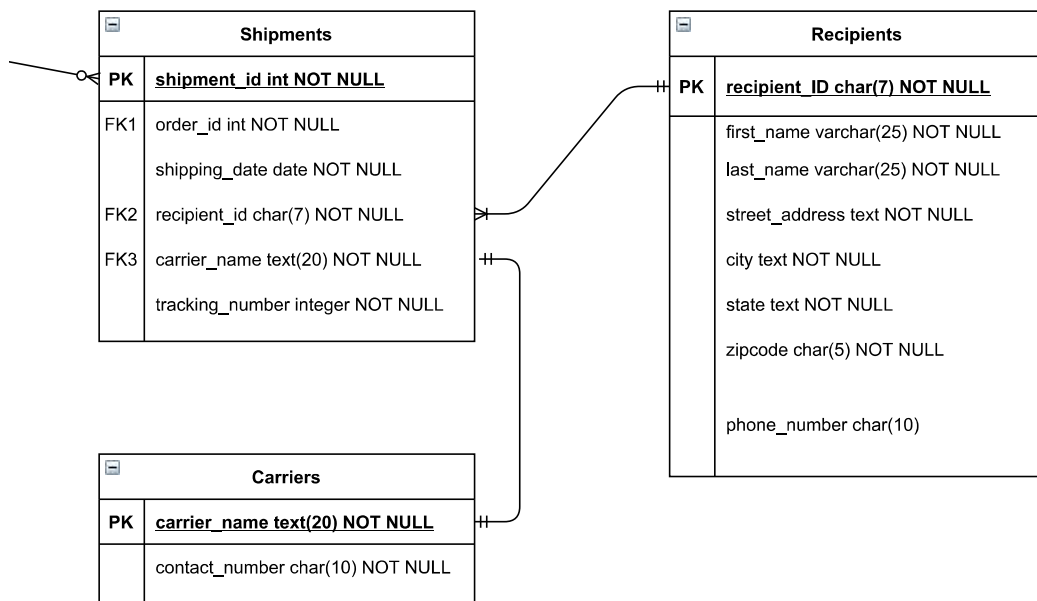 Shipments
PK shipment_id int NOT NULL
FK1 order_id int NOT NULL
shipping_date date NOT NULL
FK2 recipient_id char(7) NOT NULL
FK3 carrier_name text(20) NOT NULL
tracking_number integer NOT NULL
Recipients
PK recipient_ID char(7) NOT NULL
first_name varchar(25) NOT NULL
last_name varchar(25) NOT NULL
street_address text NOT NULL
city text NOT NULL
state text NOT NULL
zipcode char(5) NOT NULL
phone_number char(10)
Carriers
PK carrier_name text(20) NOT NULL
contact_number char(10) NOT NULL